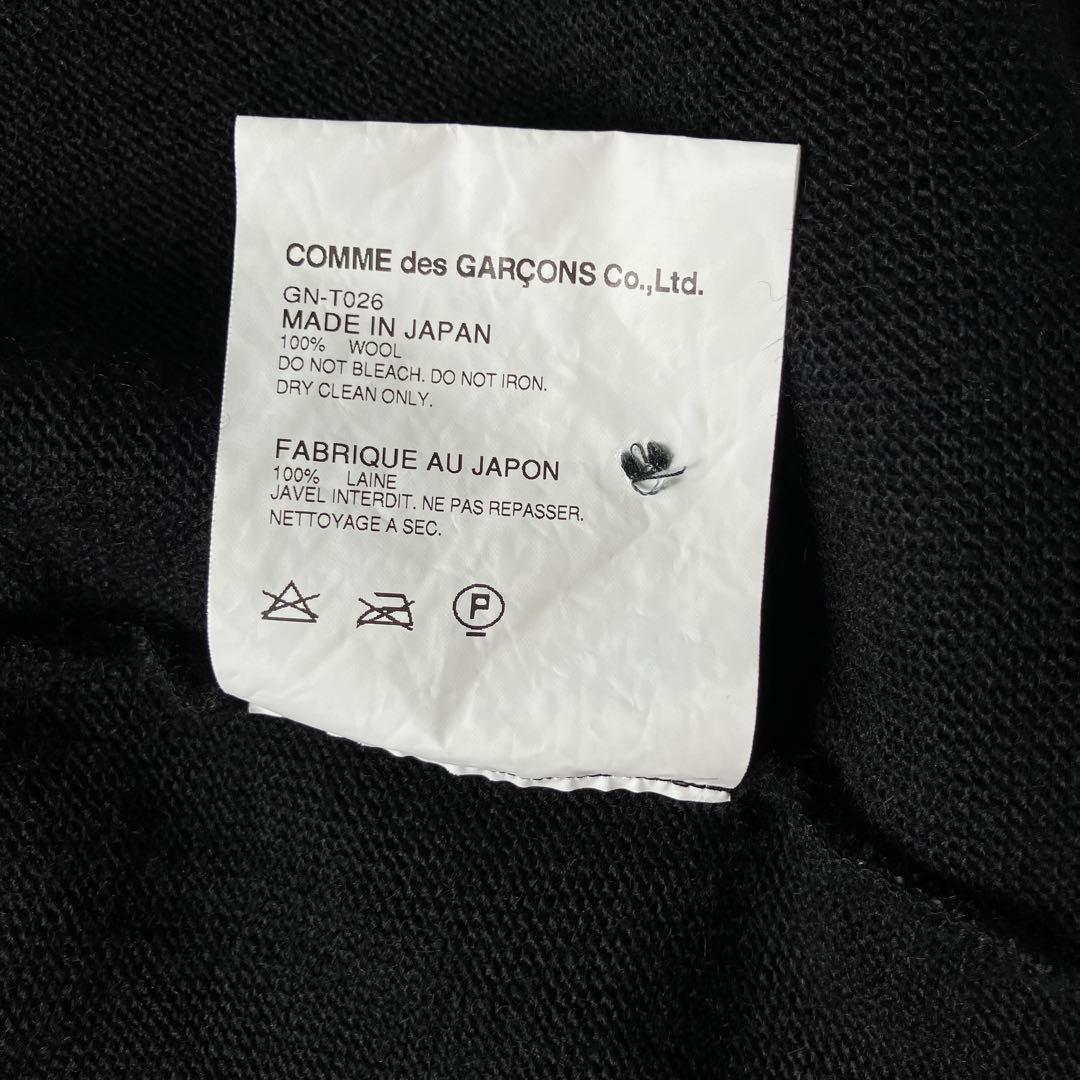 COMME des GARÇONS Co.,Ltd.
GN-T026
MADE IN JAPAN
100% WOOL
DO NOT BLEACH. DO NOT IRON.
DRY CLEAN ONLY.
FABRIQUE AU JAPON
100% LAINE
JAVEL INTERDIT. NE PAS REPASSER.
NETTOYAGE A SEC.
P